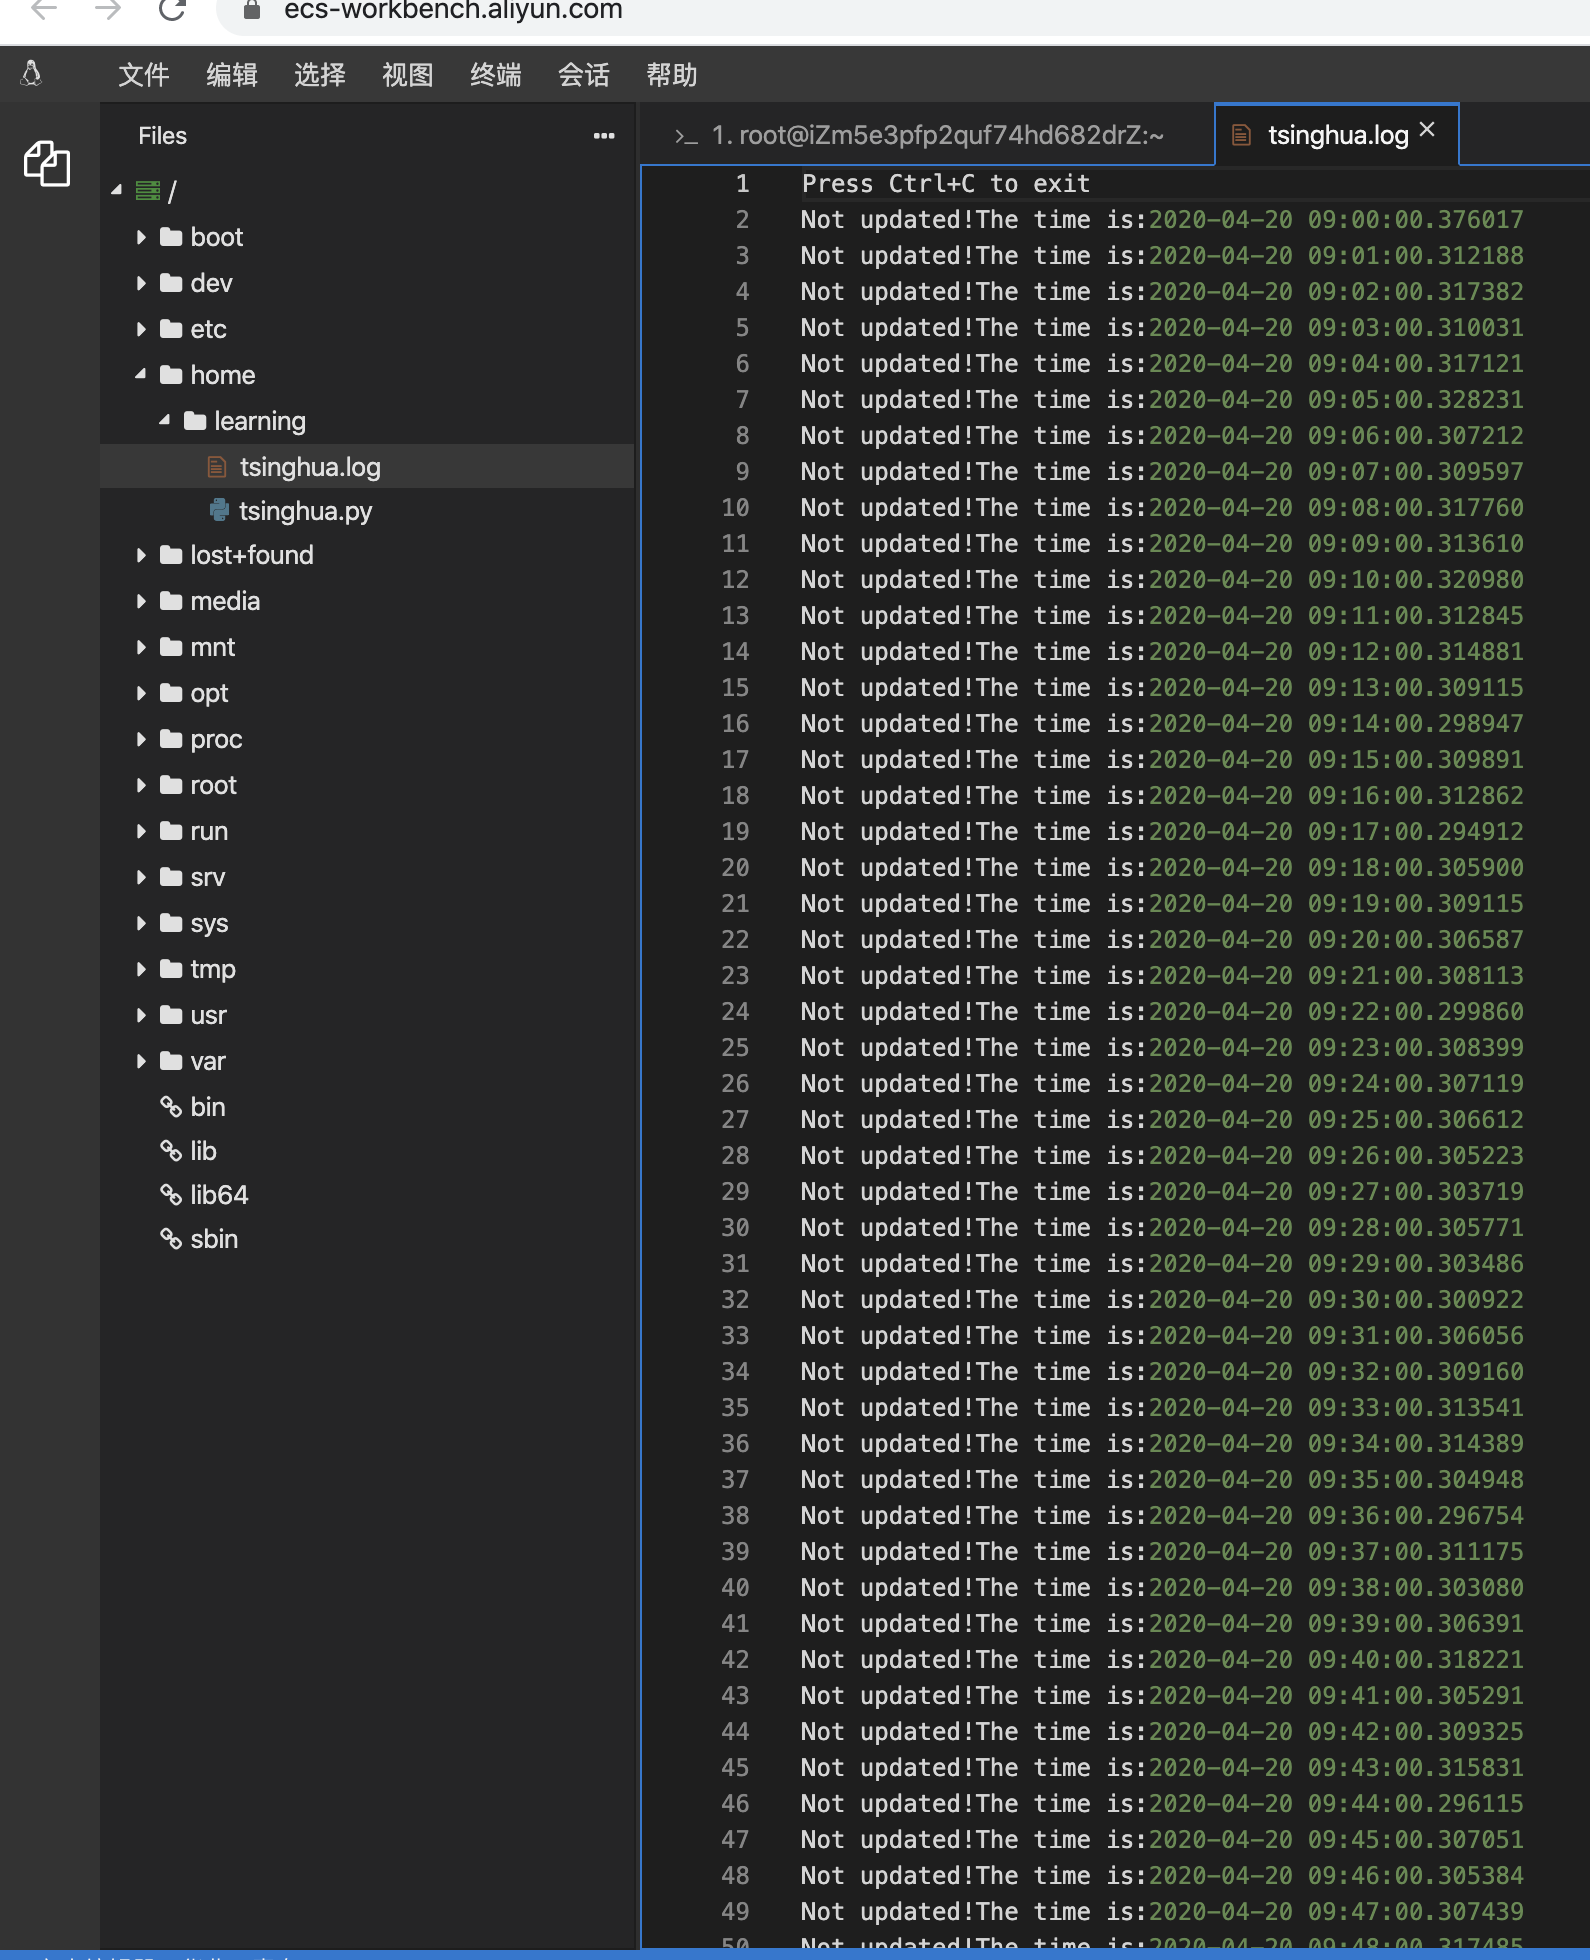 ecs-workbench.aliyun.com
文件 编辑 选择 视图 终端 会话 帮助
Files
/
boot
dev
etc
home
learning
tsinghua.log
tsinghua.py
lost+found
media
mnt
opt
proc
root
run
srv
sys
tmp
usr
var
bin
lib
lib64
sbin
>_ 1. root@iZm5e3pfp2quf74hd682drZ:~ tsinghua.log ×
1 Press Ctrl+C to exit
2 Not updated!The time is:2020-04-20 09:00:00.376017
3 Not updated!The time is:2020-04-20 09:01:00.312188
4 Not updated!The time is:2020-04-20 09:02:00.317382
5 Not updated!The time is:2020-04-20 09:03:00.310031
6 Not updated!The time is:2020-04-20 09:04:00.317121
7 Not updated!The time is:2020-04-20 09:05:00.328231
8 Not updated!The time is:2020-04-20 09:06:00.307212
9 Not updated!The time is:2020-04-20 09:07:00.309597
10 Not updated!The time is:2020-04-20 09:08:00.317760
11 Not updated!The time is:2020-04-20 09:09:00.313610
12 Not updated!The time is:2020-04-20 09:10:00.320980
13 Not updated!The time is:2020-04-20 09:11:00.312845
14 Not updated!The time is:2020-04-20 09:12:00.314881
15 Not updated!The time is:2020-04-20 09:13:00.309115
16 Not updated!The time is:2020-04-20 09:14:00.298947
17 Not updated!The time is:2020-04-20 09:15:00.309891
18 Not updated!The time is:2020-04-20 09:16:00.312862
19 Not updated!The time is:2020-04-20 09:17:00.294912
20 Not updated!The time is:2020-04-20 09:18:00.305900
21 Not updated!The time is:2020-04-20 09:19:00.309115
22 Not updated!The time is:2020-04-20 09:20:00.306587
23 Not updated!The time is:2020-04-20 09:21:00.308113
24 Not updated!The time is:2020-04-20 09:22:00.299860
25 Not updated!The time is:2020-04-20 09:23:00.308399
26 Not updated!The time is:2020-04-20 09:24:00.307119
27 Not updated!The time is:2020-04-20 09:25:00.306612
28 Not updated!The time is:2020-04-20 09:26:00.305223
29 Not updated!The time is:2020-04-20 09:27:00.303719
30 Not updated!The time is:2020-04-20 09:28:00.305771
31 Not updated!The time is:2020-04-20 09:29:00.303486
32 Not updated!The time is:2020-04-20 09:30:00.300922
33 Not updated!The time is:2020-04-20 09:31:00.306056
34 Not updated!The time is:2020-04-20 09:32:00.309160
35 Not updated!The time is:2020-04-20 09:33:00.313541
36 Not updated!The time is:2020-04-20 09:34:00.314389
37 Not updated!The time is:2020-04-20 09:35:00.304948
38 Not updated!The time is:2020-04-20 09:36:00.296754
39 Not updated!The time is:2020-04-20 09:37:00.311175
40 Not updated!The time is:2020-04-20 09:38:00.303080
41 Not updated!The time is:2020-04-20 09:39:00.306391
42 Not updated!The time is:2020-04-20 09:40:00.318221
43 Not updated!The time is:2020-04-20 09:41:00.305291
44 Not updated!The time is:2020-04-20 09:42:00.309325
45 Not updated!The time is:2020-04-20 09:43:00.315831
46 Not updated!The time is:2020-04-20 09:44:00.296115
47 Not updated!The time is:2020-04-20 09:45:00.307051
48 Not updated!The time is:2020-04-20 09:46:00.305384
49 Not updated!The time is:2020-04-20 09:47:00.307439
50 Not updated!The time is:2020-04-20 09:48:00.317485